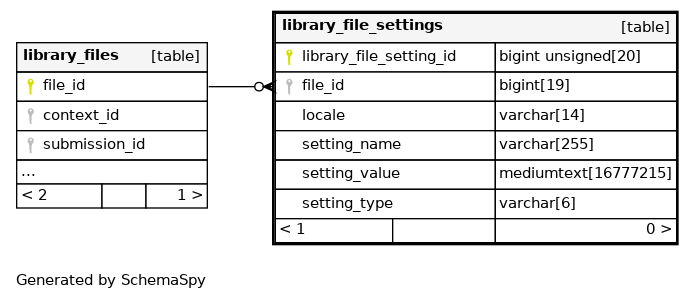 library_files [table]
file_id
context_id
submission_id
...
< 2 1 >
library_file_settings [table]
library_file_setting_id bigint unsigned[20]
file_id bigint[19]
locale varchar[14]
setting_name varchar[255]
setting_value mediumtext[16777215]
setting_type varchar[6]
< 1 0 >
Generated by SchemaSpy